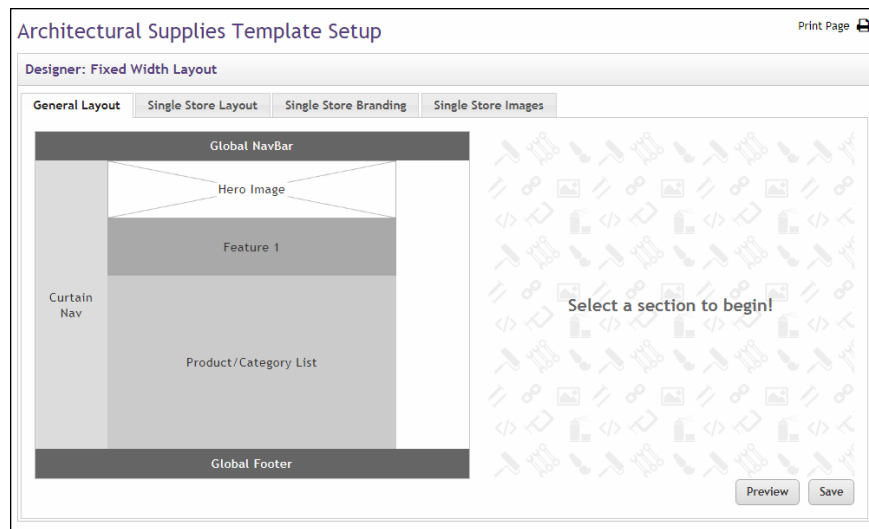 Architectural Supplies Template Setup
Print Page
Designer: Fixed Width Layout
General Layout
Single Store Layout
Single Store Branding
Single Store Images
Global NavBar
Hero Image
Feature 1
Curtain
Nav
Product/Category List
Global Footer
Select a section to begin!
Preview
Save